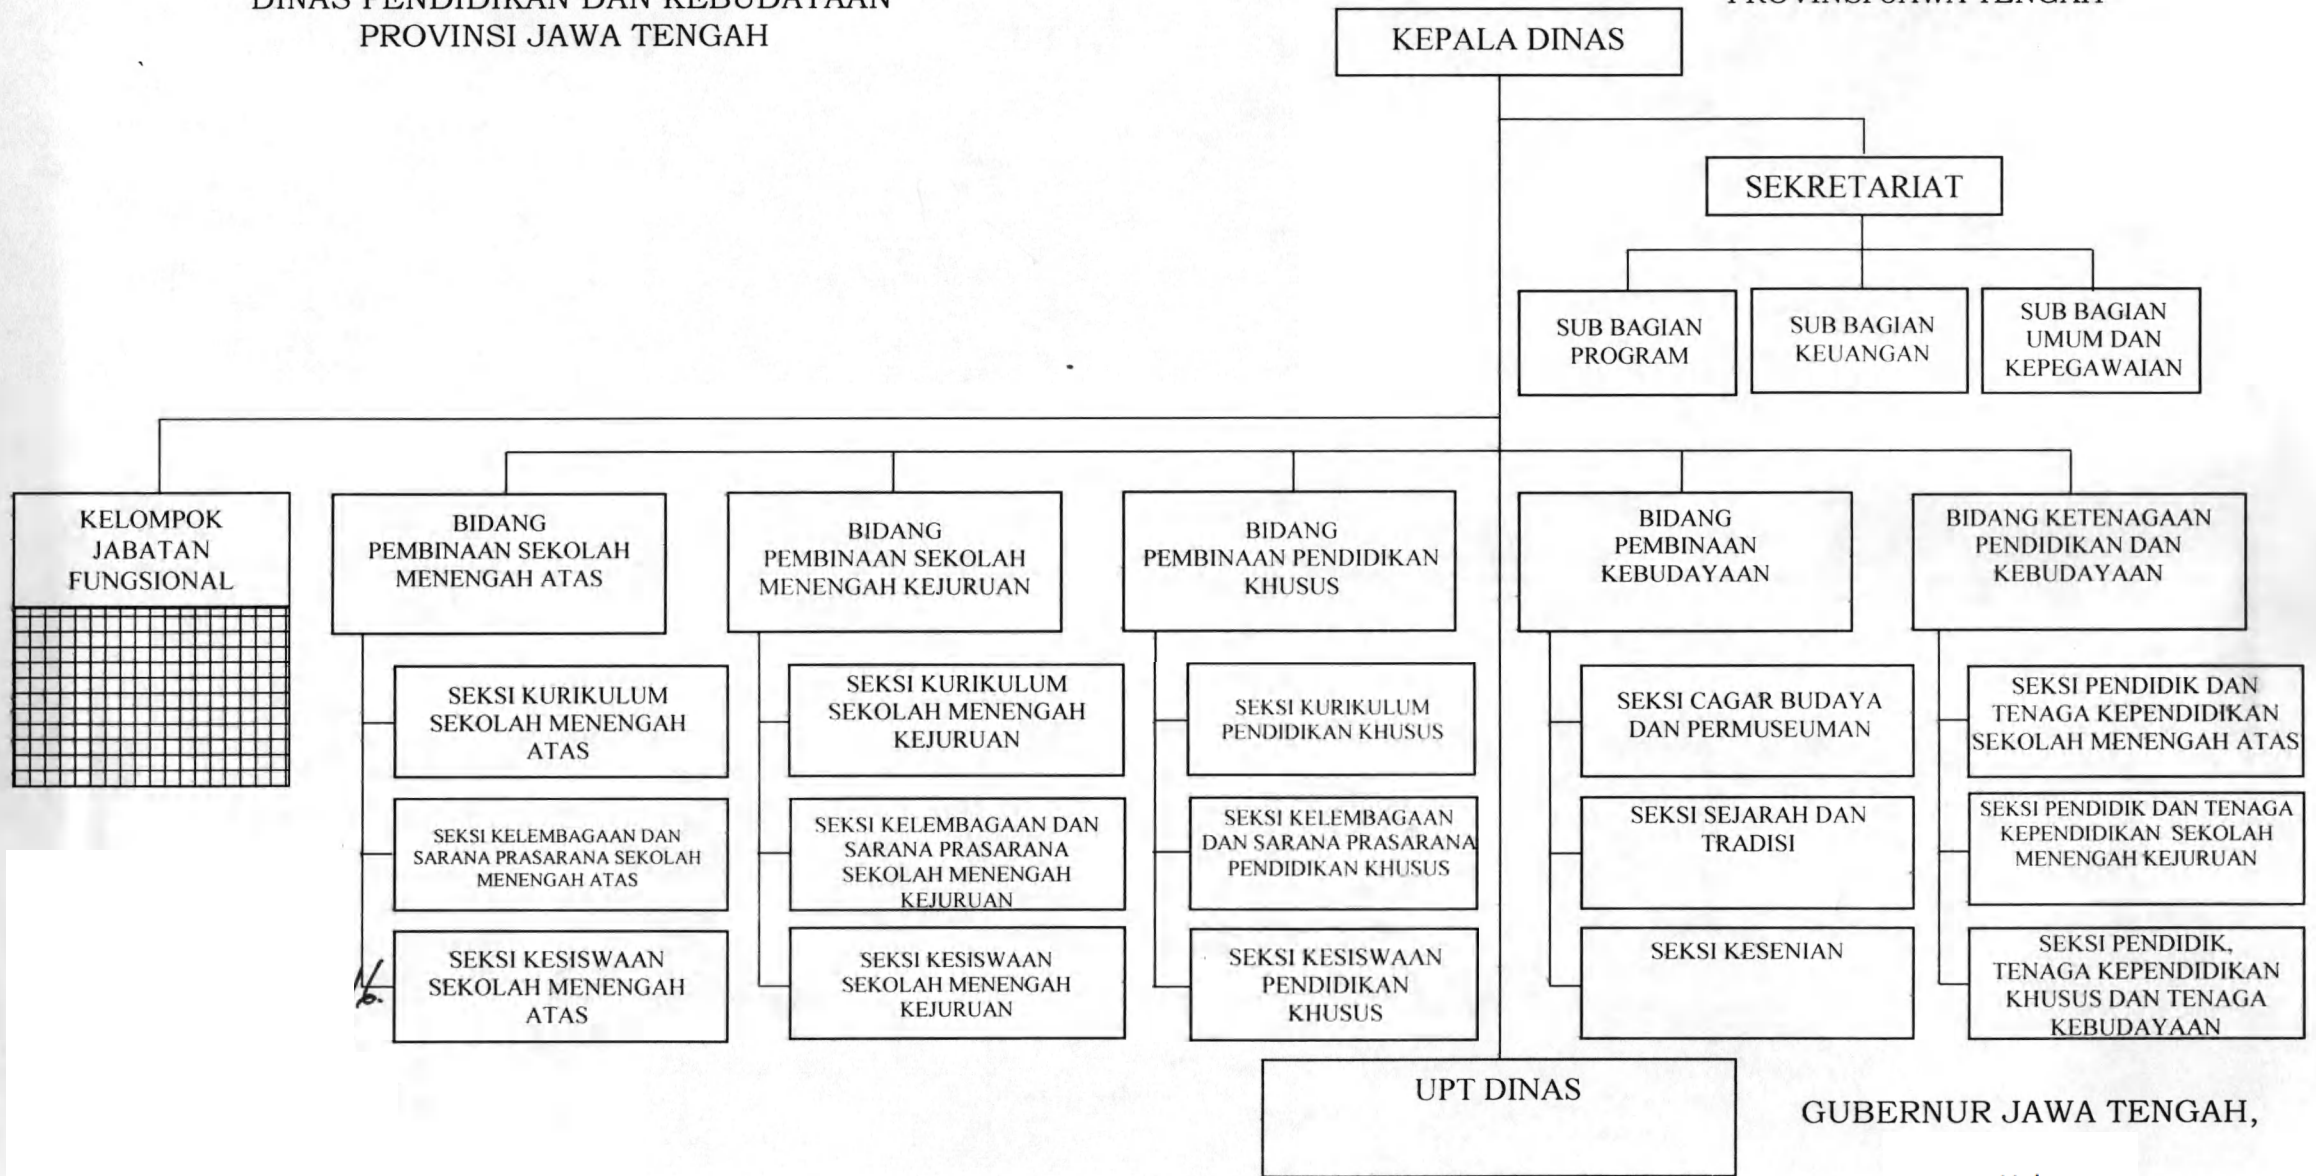 DINAS PENDIDIKAN DAN KEBUDAYAAN
PROVINSI JAWA TENGAH
PROVINSI JAWA TENGAH
KEPALA DINAS
SEKRETARIAT
SUB BAGIAN
PROGRAM
SUB BAGIAN
KEUANGAN
SUB BAGIAN
UMUM DAN
KEPEGAWAIAN
KELOMPOK
JABATAN
FUNGSIONAL
BIDANG
PEMBINAAN SEKOLAH
MENENGAH ATAS
BIDANG
PEMBINAAN SEKOLAH
MENENGAH KEJURUAN
BIDANG
PEMBINAAN PENDIDIKAN
KHUSUS
BIDANG
PEMBINAAN
KEBUDAYAAN
BIDANG KETENAGAAN
PENDIDIKAN DAN
KEBUDAYAAN
SEKSI KURIKULUM
SEKOLAH MENENGAH
ATAS
SEKSI KURIKULUM
SEKOLAH MENENGAH
KEJURUAN
SEKSI KURIKULUM
PENDIDIKAN KHUSUS
SEKSI CAGAR BUDAYA
DAN PERMUSEUMAN
SEKSI PENDIDIK DAN
TENAGA KEPENDIDIKAN
SEKOLAH MENENGAH ATAS
SEKSI KELEMBAGAAN DAN
SARANA PRASARANA SEKOLAH
MENENGAH ATAS
SEKSI KELEMBAGAAN DAN
SARANA PRASARANA
SEKOLAH MENENGAH
KEJURUAN
SEKSI KELEMBAGAAN
DAN SARANA PRASARANA
PENDIDIKAN KHUSUS
SEKSI SEJARAH DAN
TRADISI
SEKSI PENDIDIK DAN TENAGA
KEPENDIDIKAN SEKOLAH
MENENGAH KEJURUAN
SEKSI KESISWAAN
SEKOLAH MENENGAH
ATAS
SEKSI KESISWAAN
SEKOLAH MENENGAH
KEJURUAN
SEKSI KESISWAAN
PENDIDIKAN
KHUSUS
SEKSI KESENIAN
SEKSI PENDIDIK,
TENAGA KEPENDIDIKAN
KHUSUS DAN TENAGA
KEBUDAYAAN
UPT DINAS
GUBERNUR JAWA TENGAH,